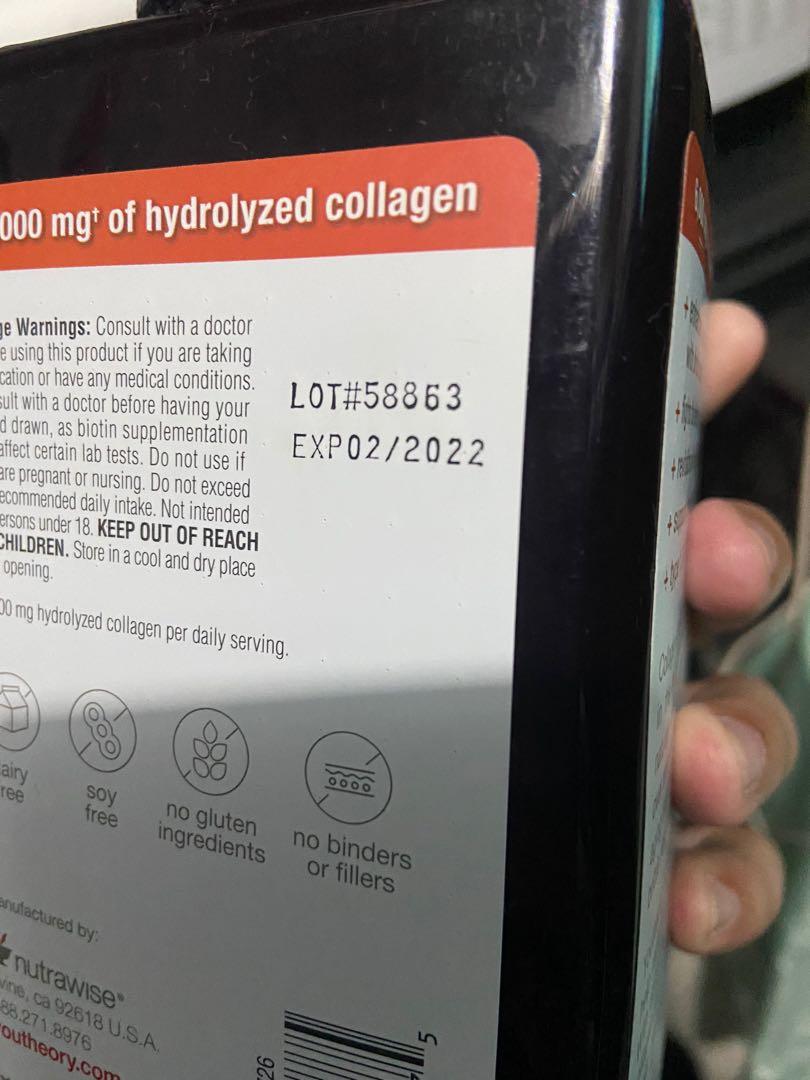 000 mg† of hydrolyzed collagen
ge Warnings: Consult with a doctor
e using this product if you are taking
cation or have any medical conditions.
sult with a doctor before having your
d drawn, as biotin supplementation
affect certain lab tests. Do not use if
are pregnant or nursing. Do not exceed
ecommended daily intake. Not intended
ersons under 18. KEEP OUT OF REACH
CHILDREN. Store in a cool and dry place
opening.
LOT#58863
EXP02/2022
00 mg hydrolyzed collagen per daily serving.
airy
ree
soy
free
no gluten
ingredients
no binders
or fillers
anufactured by:
nutrawise®
vine, ca 92618 U.S.A.
88.271.8976
outheory.com
726
5